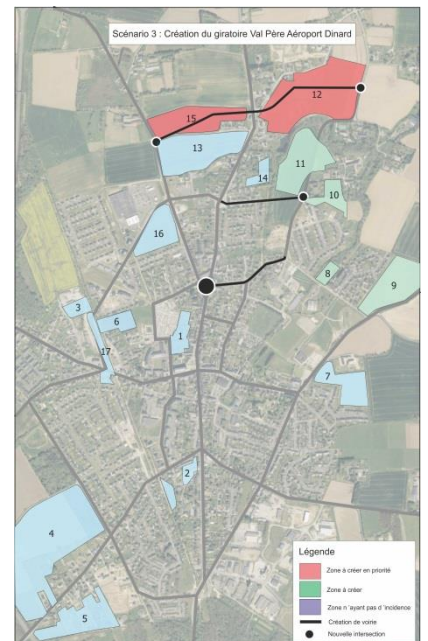 Scénario 3 : Création du giratoire Val Père Aéroport Dinard
12
15
13
11
14
10
16
8
9
3
6
1
17
7
2
4
5
Légende
Zone à créer en priorité
Zone à créer
Zone n'ayant pas d'incidence
Création de voirie
Nouvelle intersection